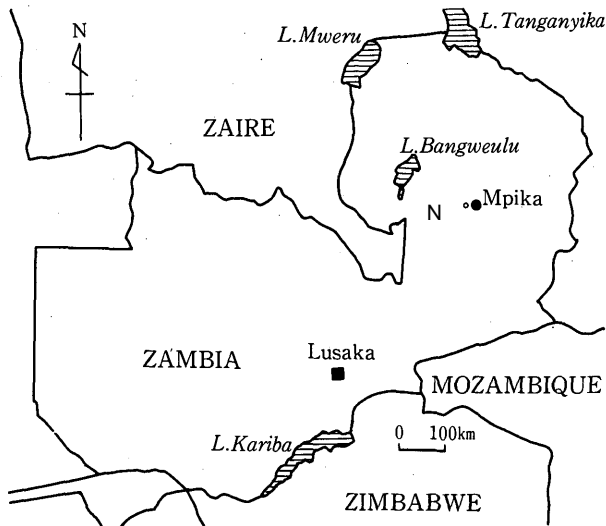 L.Tanganyika
N
L.Mweru
ZAIRE
L.Bangweulu
N
Mpika
ZAMBIA
Lusaka
MOZAMBIQUE
L.Kariba
0 100km
ZIMBABWE